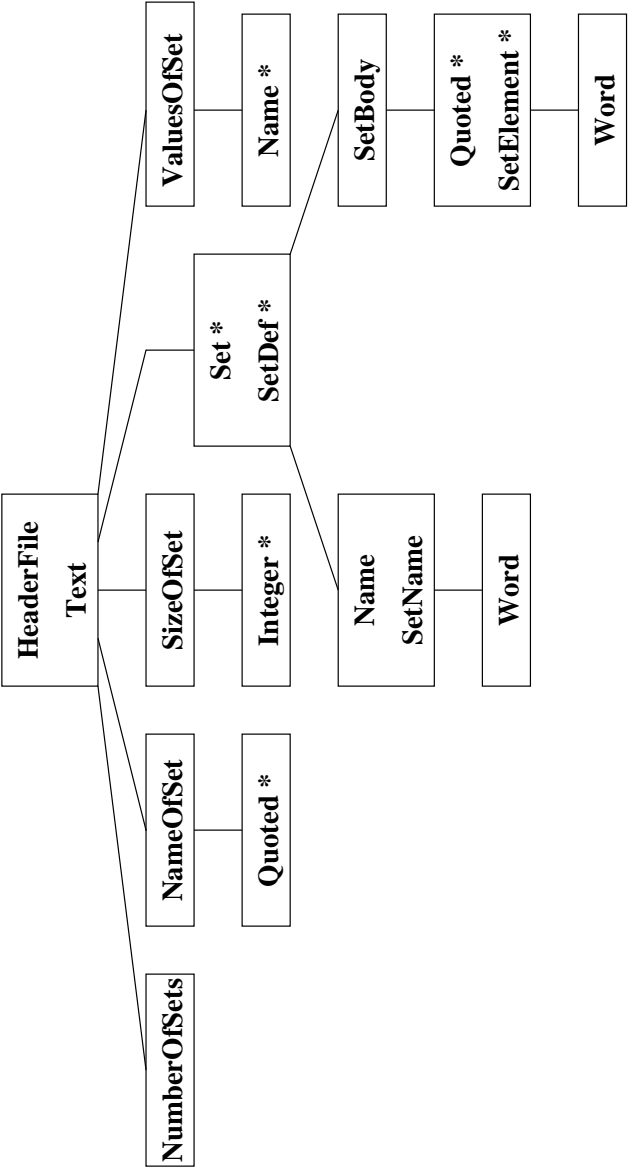 HeaderFile
Text
NumberOfSets
NameOfSet
SizeOfSet
ValuesOfSet
Quoted *
Integer *
Set *
SetDef *
Name *
Name
SetName
SetBody
Word
Quoted *
SetElement *
Word